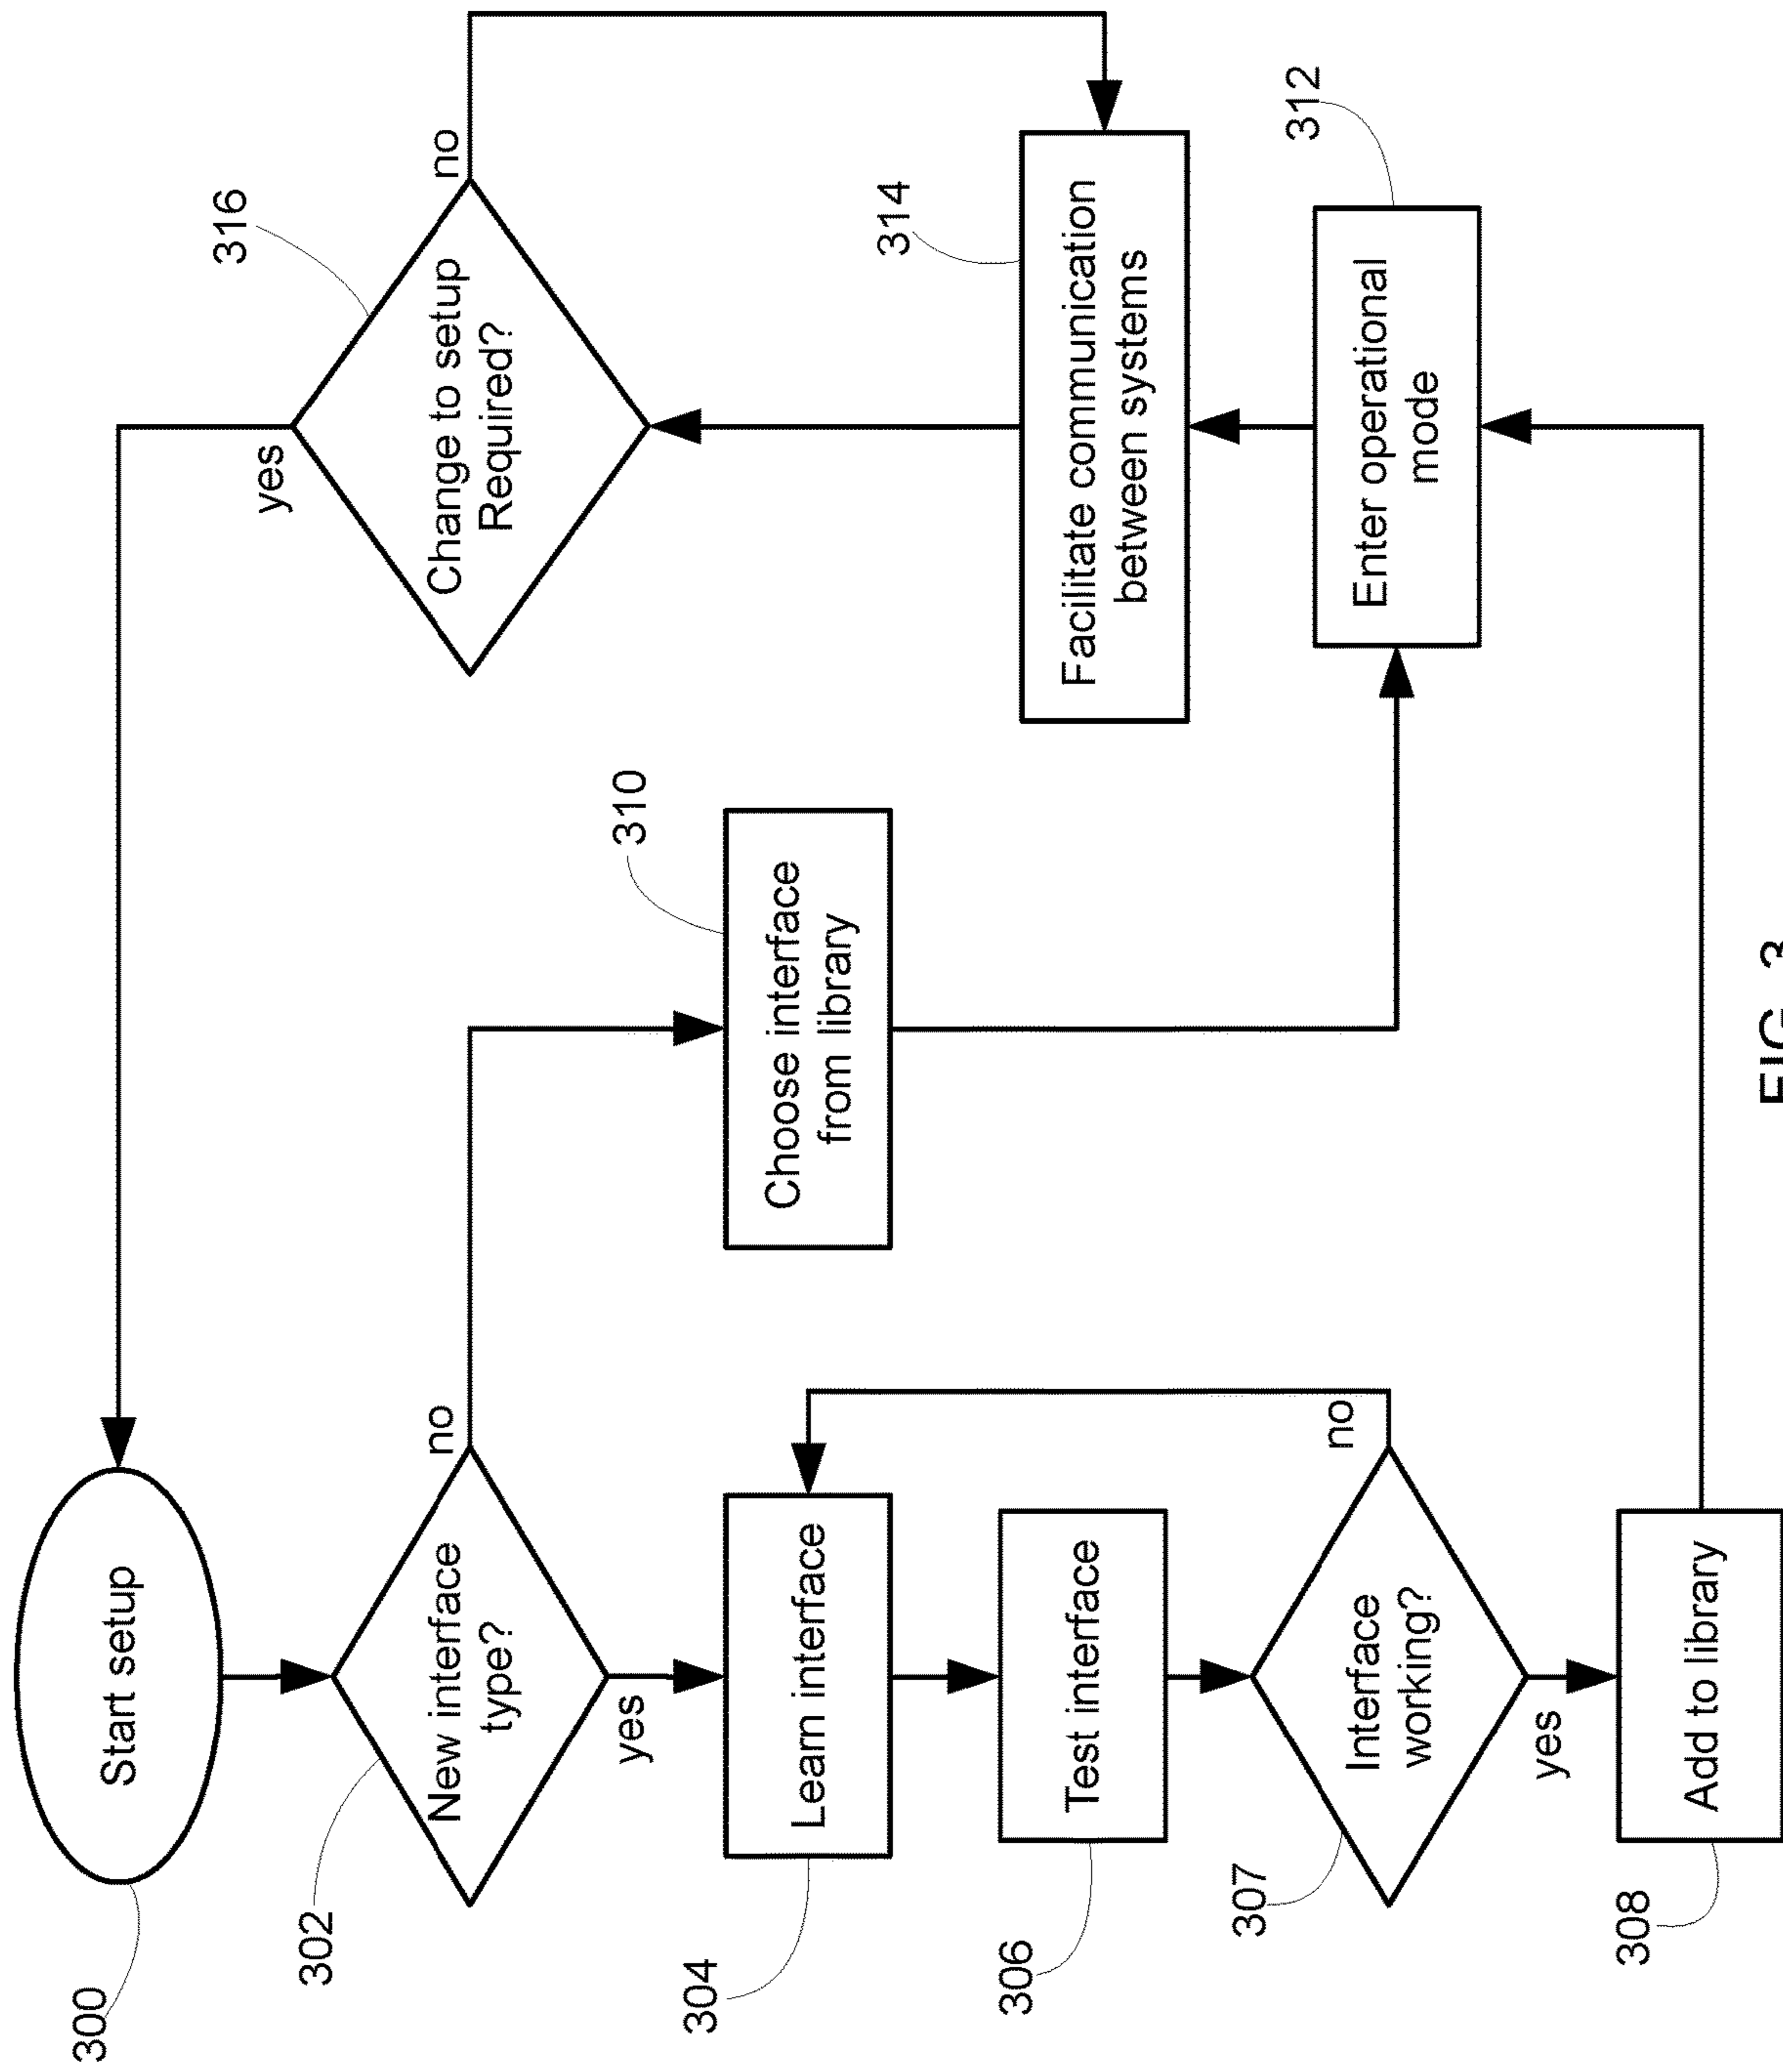 300
Start setup
302
New interface
type?
no
yes
304
Learn interface
306
Test interface
307
Interface
working?
no
yes
308
Add to library
310
Choose interface
from library
316
Change to setup
Required?
yes
no
314
Facilitate communication
between systems
312
Enter operational
mode
FIG. 3